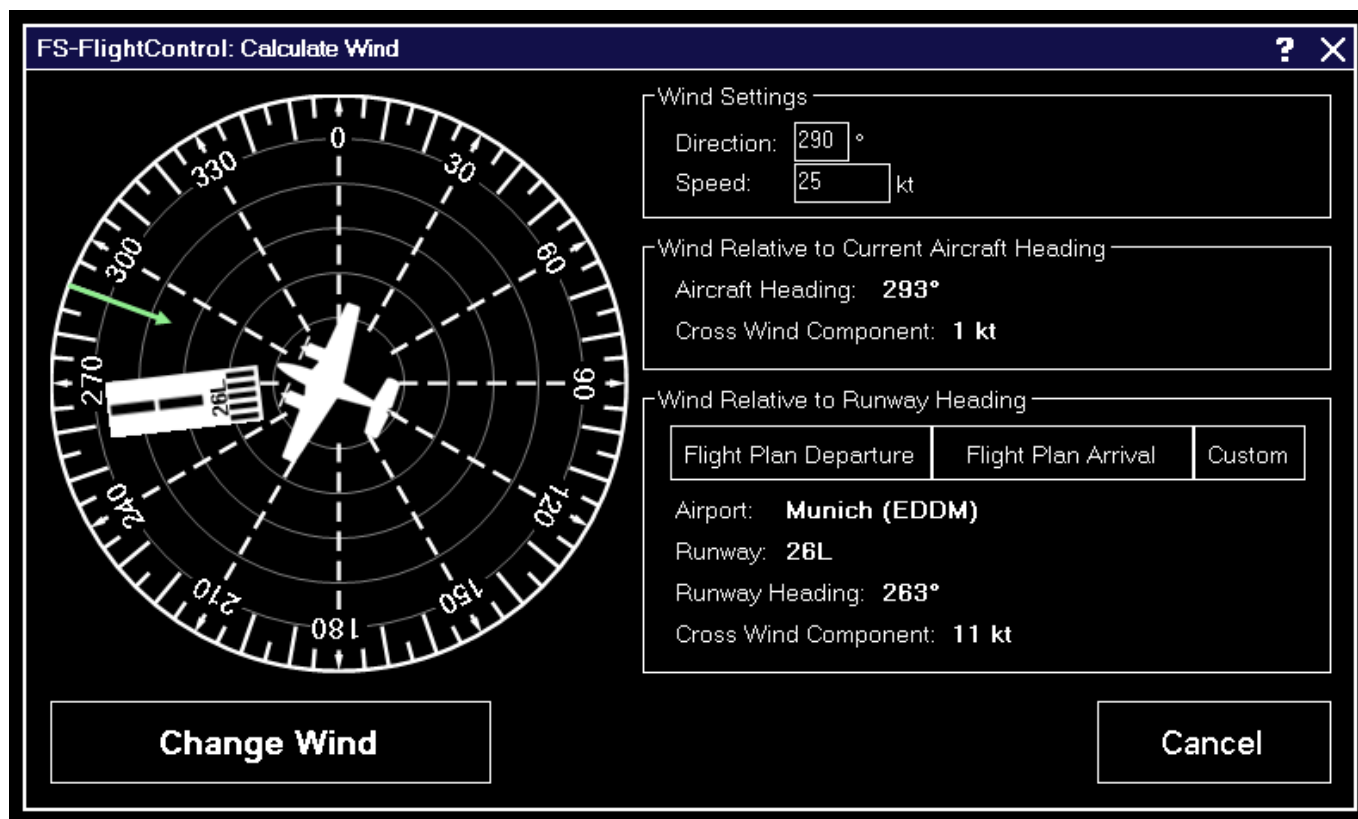 FS-FlightControl: Calculate Wind
? X
0
30
60
90
120
150
180
210
240
270
300
330
26L
Wind Settings
Direction: 290 °
Speed: 25 kt
Wind Relative to Current Aircraft Heading
Aircraft Heading: 293°
Cross Wind Component: 1 kt
Wind Relative to Runway Heading
Flight Plan Departure Flight Plan Arrival Custom
Airport: Munich (EDDM)
Runway: 26L
Runway Heading: 263°
Cross Wind Component: 11 kt
Change Wind Cancel